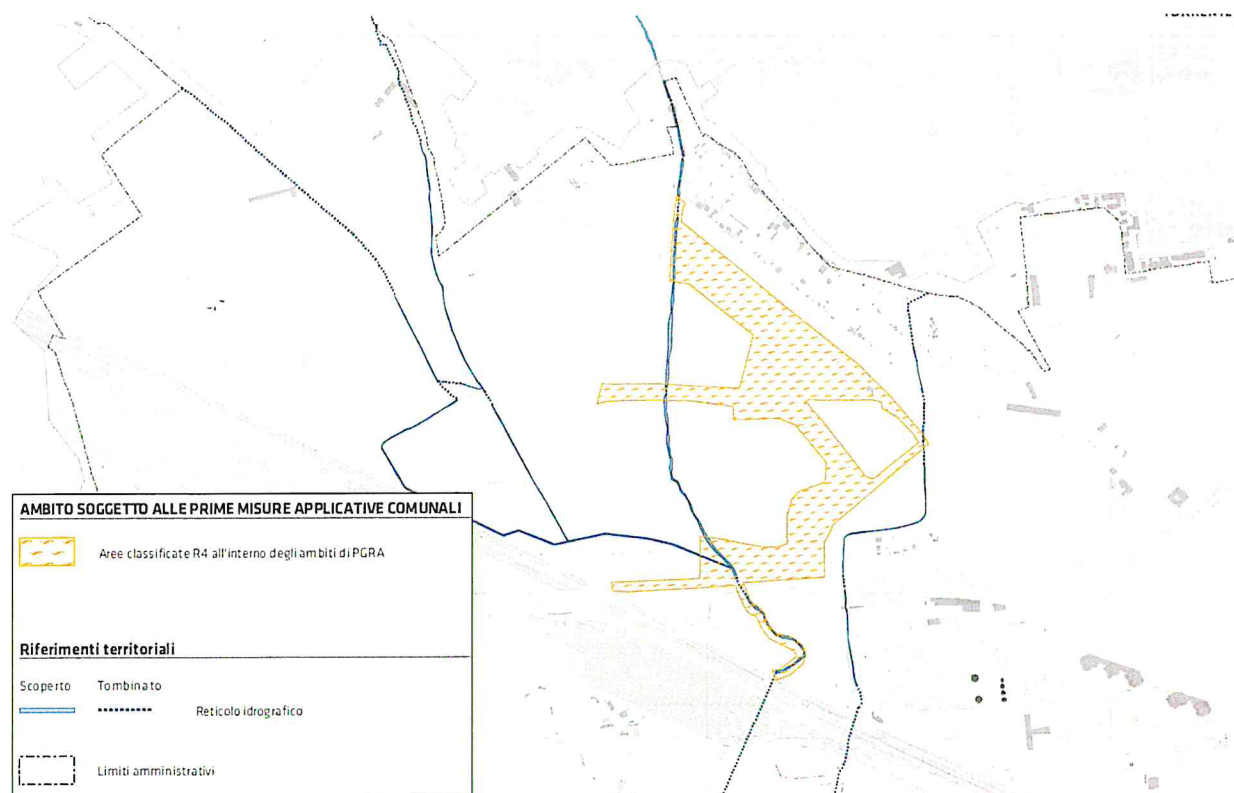 AMBITO SOGGETTO ALLE PRIME MISURE APPLICATIVE COMUNALI
Aree classificate R4 all'interno degli ambiti di PGRA
Riferimenti territoriali
Scoperto Tombinato
Reticolo idrografico
Limiti amministrativi